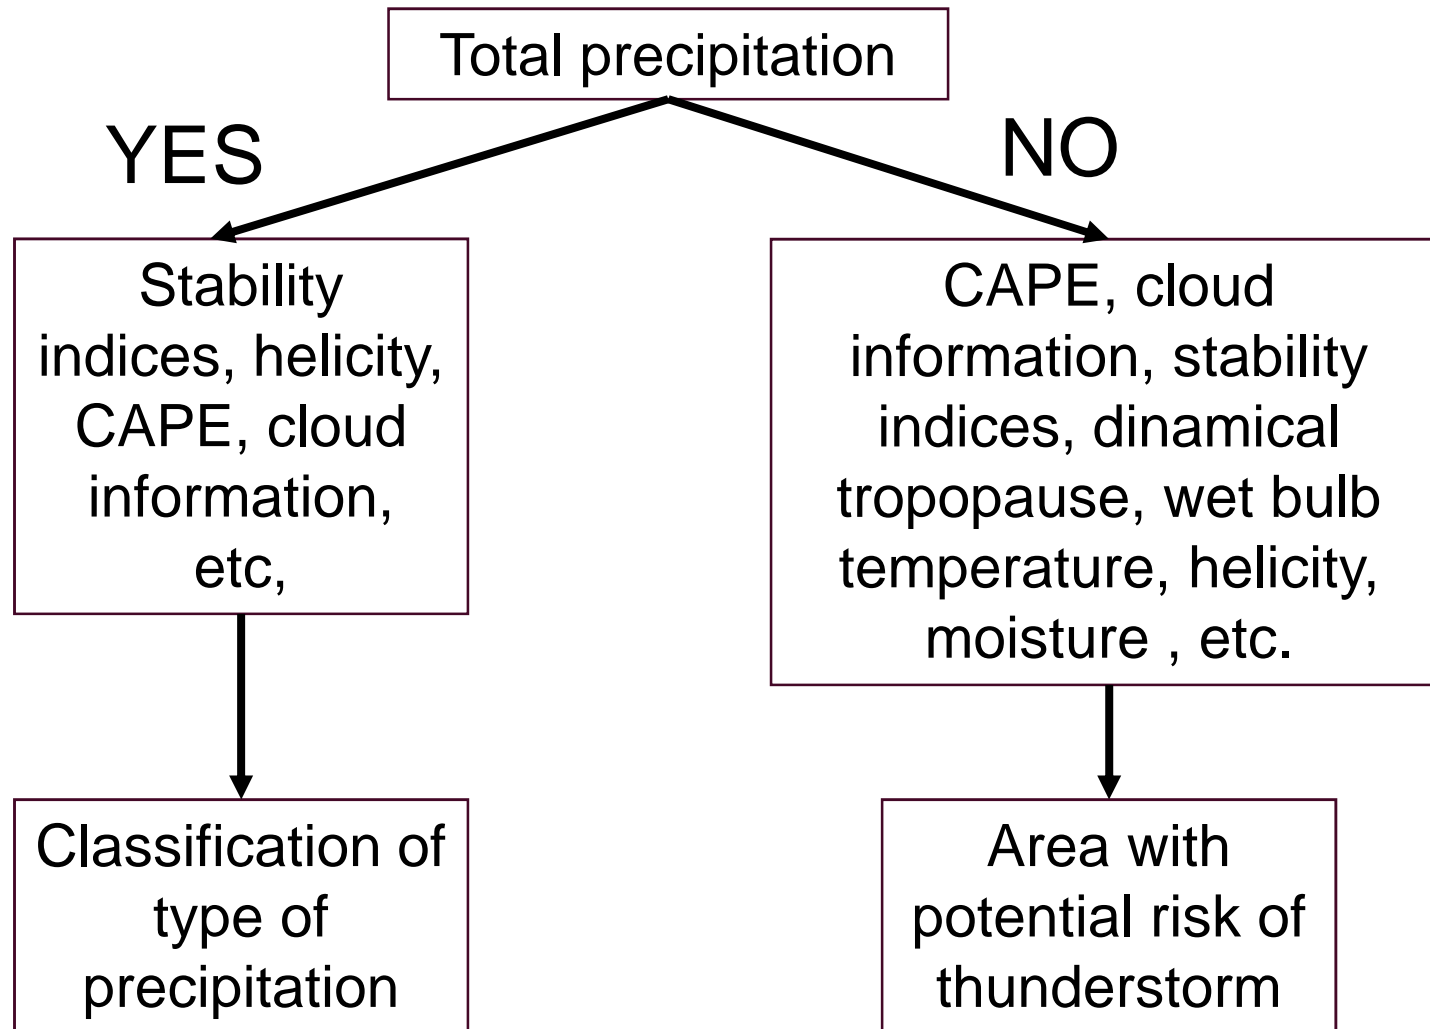 Total precipitation
YES
NO
Stability
indices, helicity,
CAPE, cloud
information,
etc,
CAPE, cloud
information, stability
indices, dinamical
tropopause, wet bulb
temperature, helicity,
moisture , etc.
Classification of
type of
precipitation
Area with
potential risk of
thunderstorm